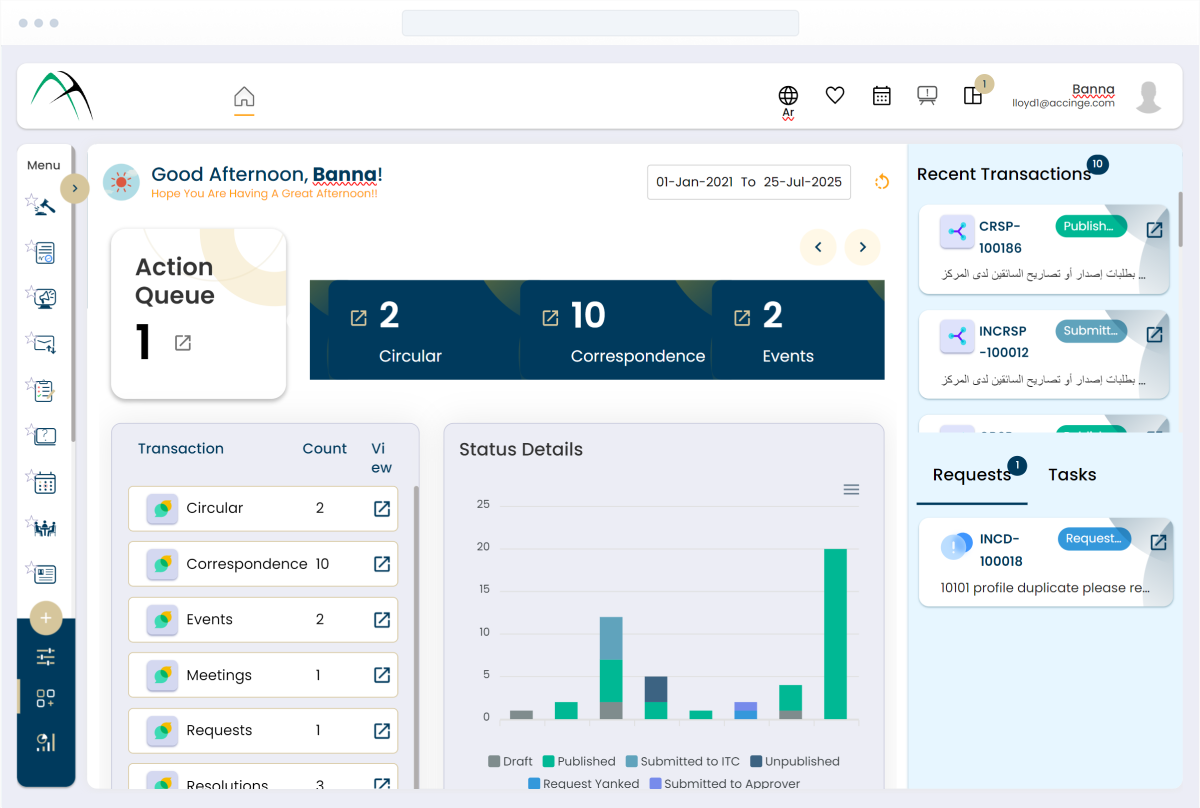 1
Banna
lloyd1@accinge.com
Ar
Menu
Good Afternoon, Banna!
Hope You Are Having A Great Afternoon!!
01-Jan-2021 To 25-Jul-2025
Action
Queue
1
2
Circular
10
Correspondence
2
Events
Transaction Count Vi
ew
Circular 2
Correspondence 10
Events 2
Meetings 1
Requests 1
Resolutions 3
Status Details
25
20
15
10
5
0
Draft Published Submitted to ITC Unpublished
Request Yanked Submitted to Approver
Recent Transactions 10
CRSP-
100186
Publish...
بطلبات إصدار أو تصاريح السائقين لدى المركز ...
INCRSP
-100012
Submitt...
بطلبات إصدار أو تصاريح السائقين لدى المركز ...
Requests 1 Tasks
INCD-
100018
Request...
10101 profile duplicate please re...